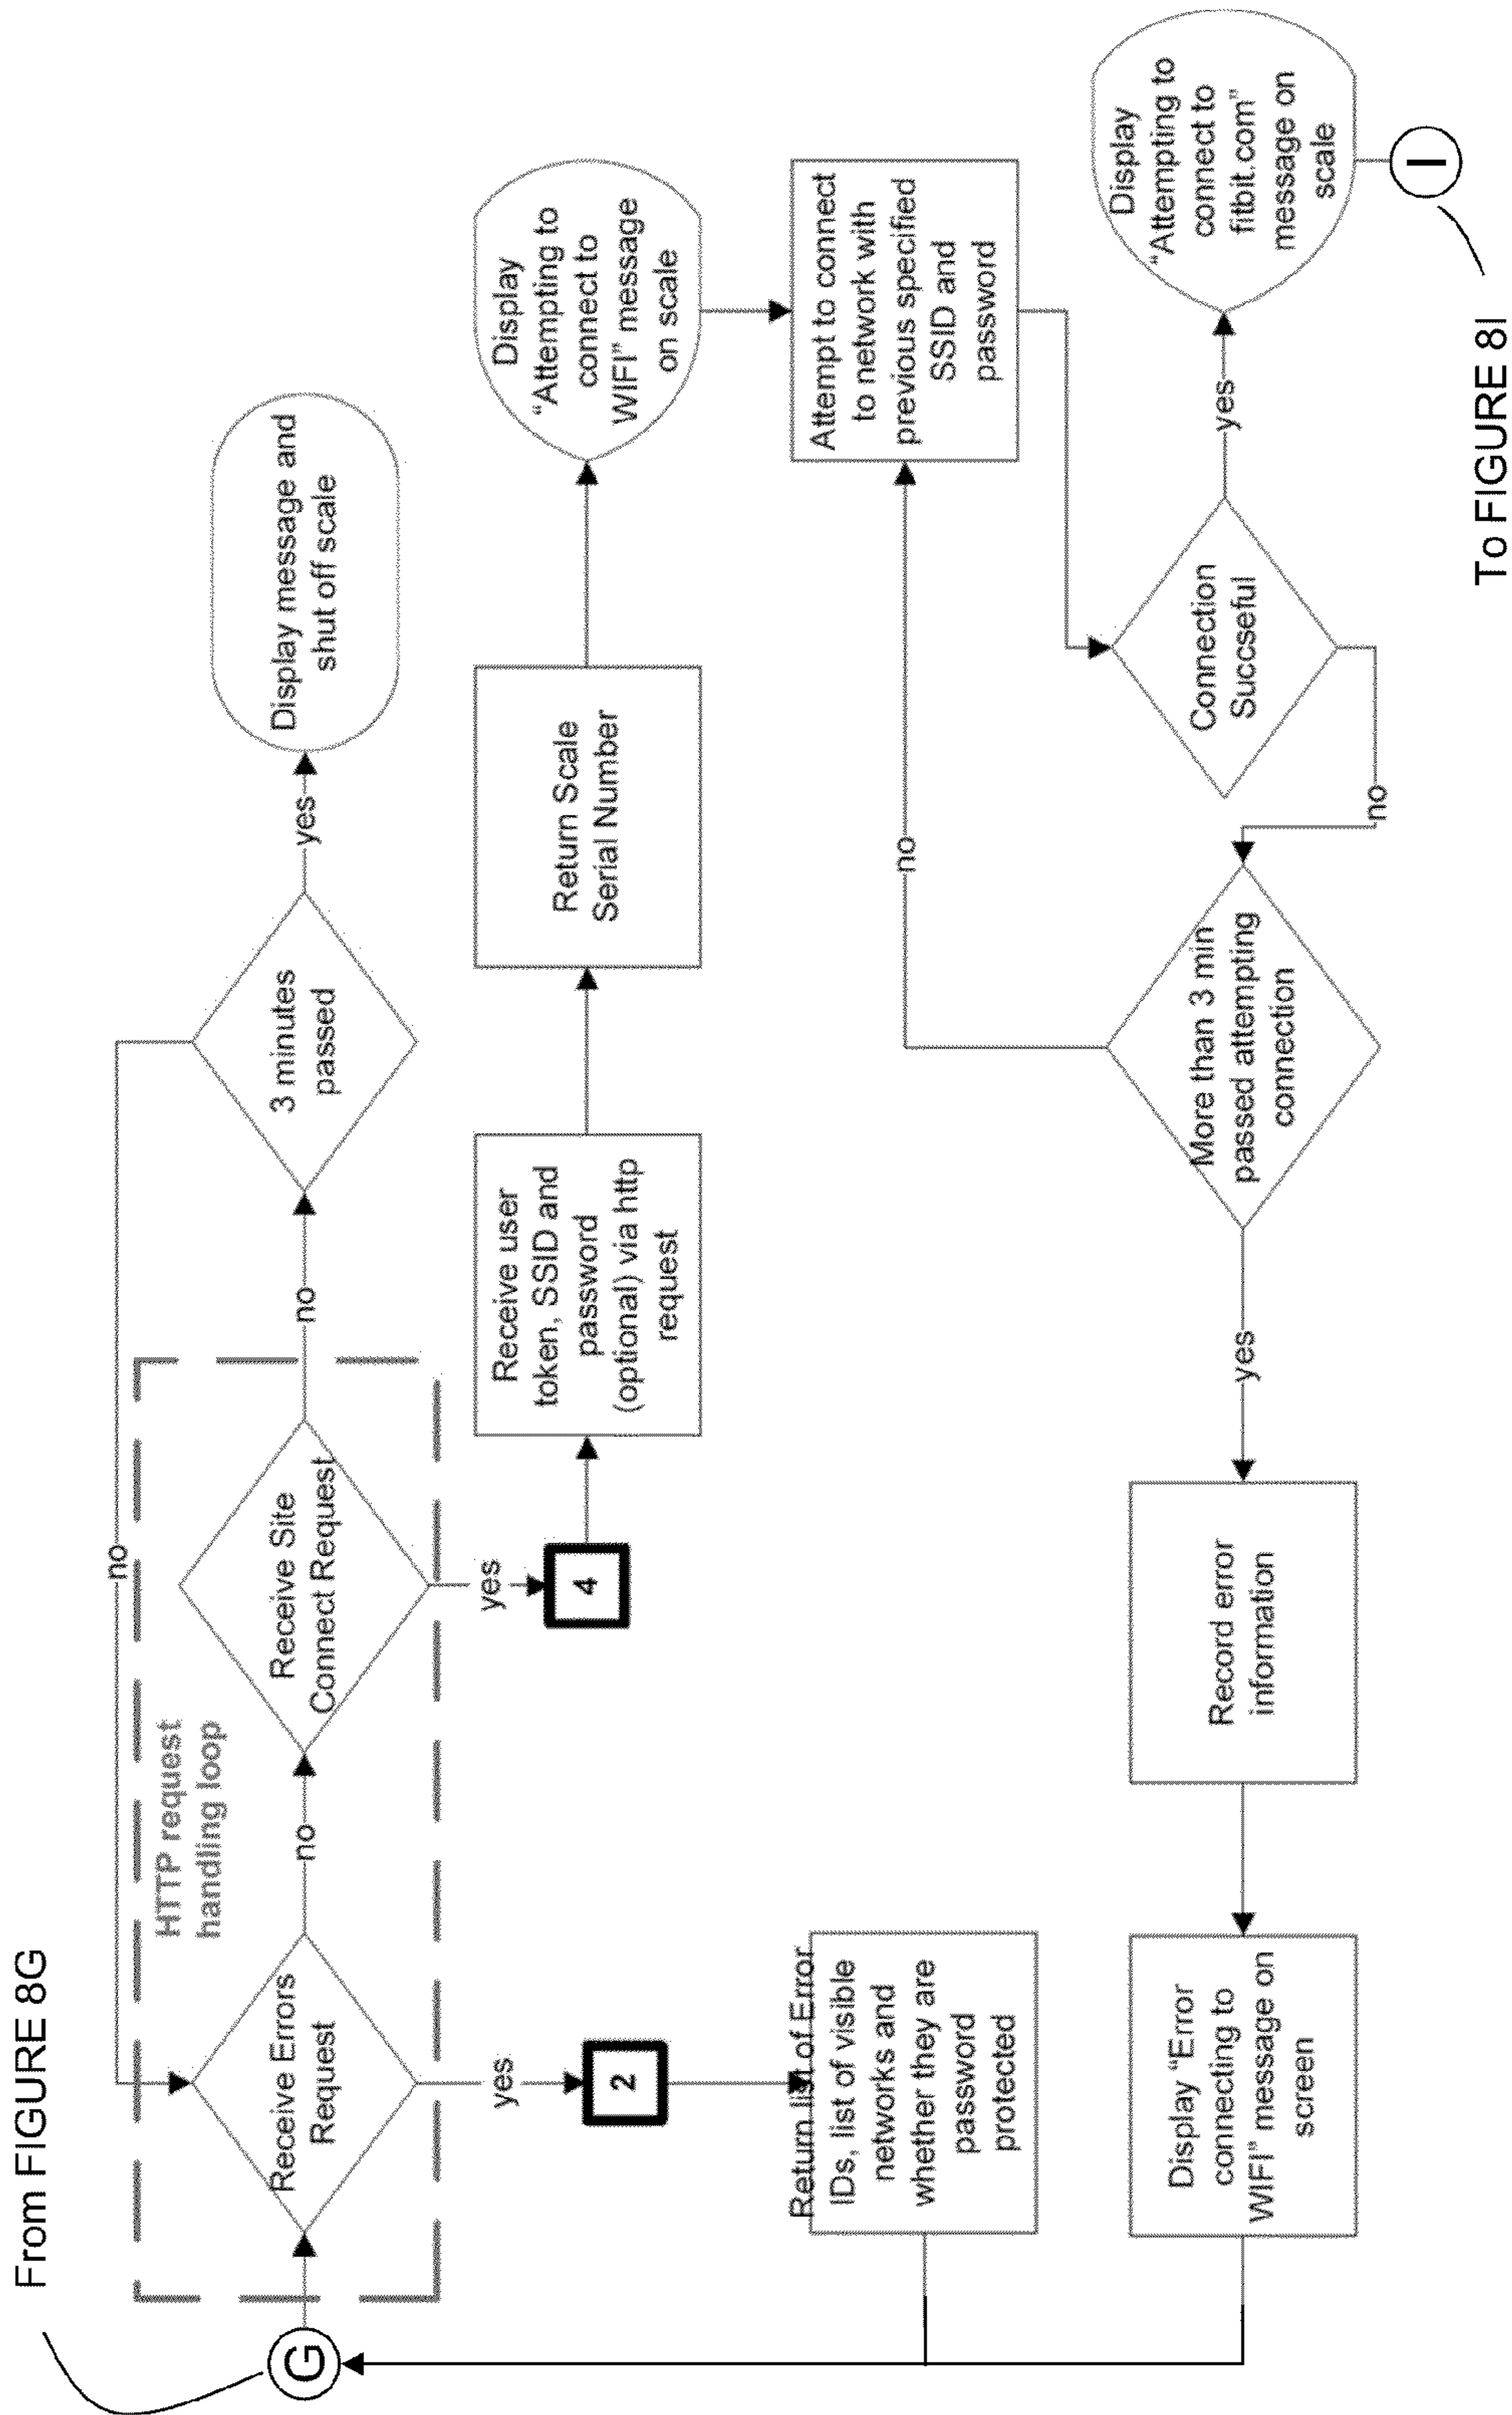 From FIGURE 8G
G
HTTP request
handling loop
Receive Errors
Request
no
Receive Site
Connect Request
no
3 minutes
passed
no
yes
Display message and
shut off scale
yes
2
Return list of Error
IDs, list of visible
networks and
whether they are
password
protected
yes
4
Receive user
token, SSID and
password
(optional) via http
request
Return Scale
Serial Number
Display
“Attempting to
connect to
WIFI” message
on scale
Attempt to connect
to network with
previous specified
SSID and
password
Connection
Succseful
yes
Display
“Attempting to
connect to
fitbit.com”
message on
scale
I
To FIGURE 8I
no
More than 3 min
passed attempting
connection
no
yes
Record error
information
Display “Error
connecting to
WIFI” message on
screen